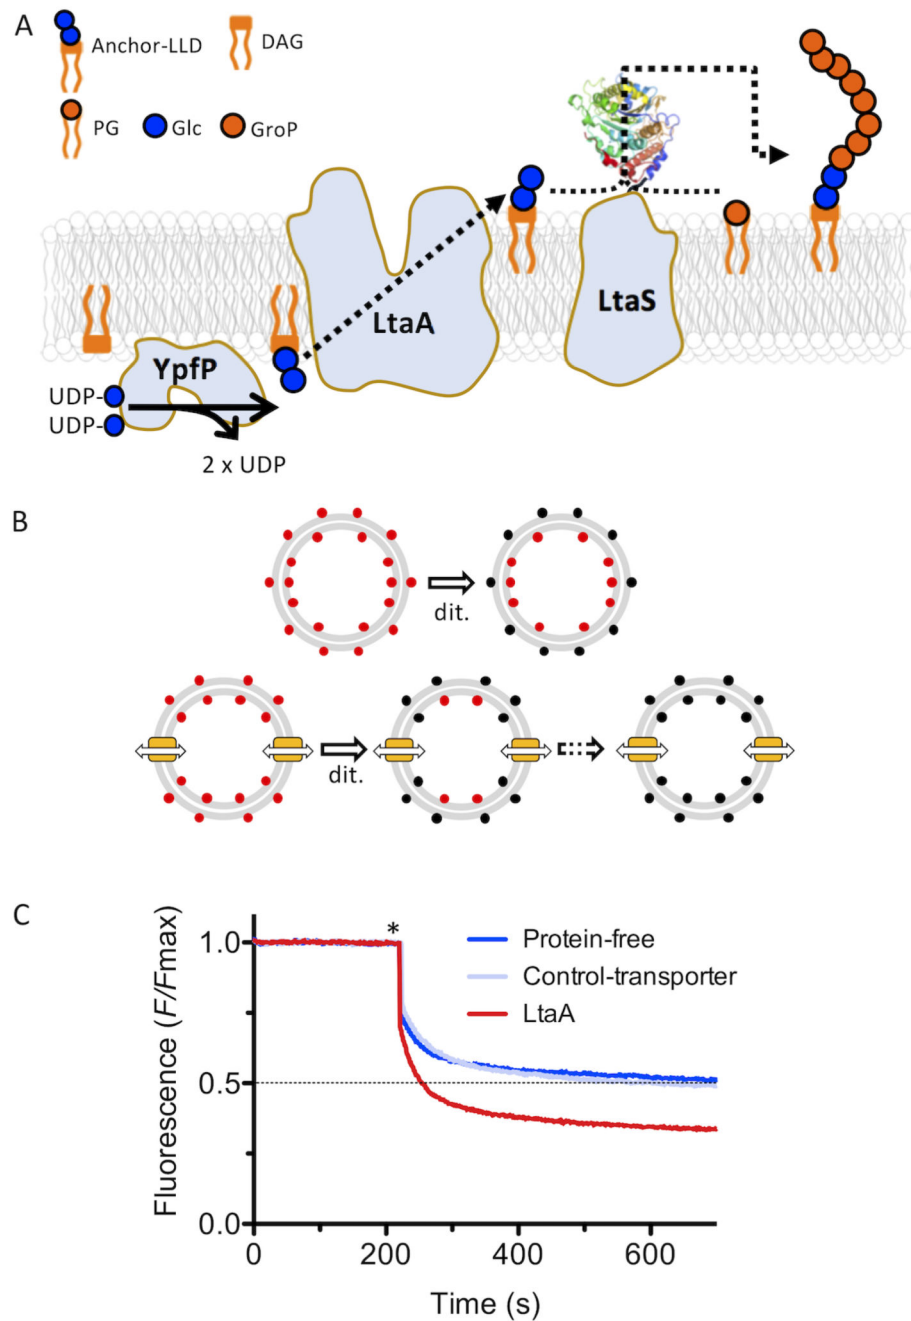 A
Anchor-LLD
DAG
PG
Glc
GroP
LtaA
LtaS
YpfP
UDP-
UDP-
2 x UDP
B
dit.
dit.
C
Fluorescence (F/Fmax)
1.0
0.5
0.0
*
Protein-free
Control-transporter
LtaA
0
200
400
600
Time (s)